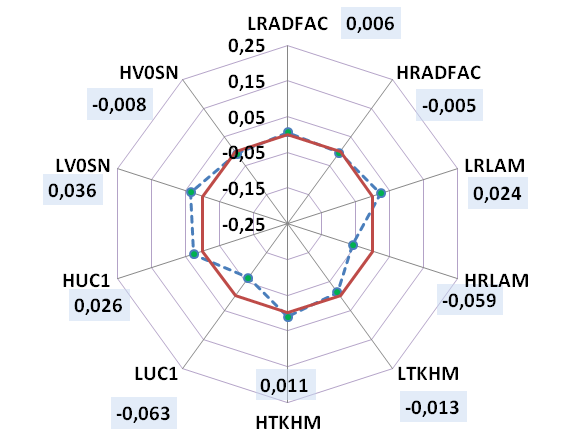 LRADFAC 0,006
0,25
HV0SN HRADFAC
0,15
-0,008 -0,005
0,05
-0,05
LV0SN LRLAM
0,036 -0,15 0,024
-0,25
HUC1 HRLAM
0,026 -0,059
LUC1 LTKHM
0,011
-0,063 -0,013
HTKHM